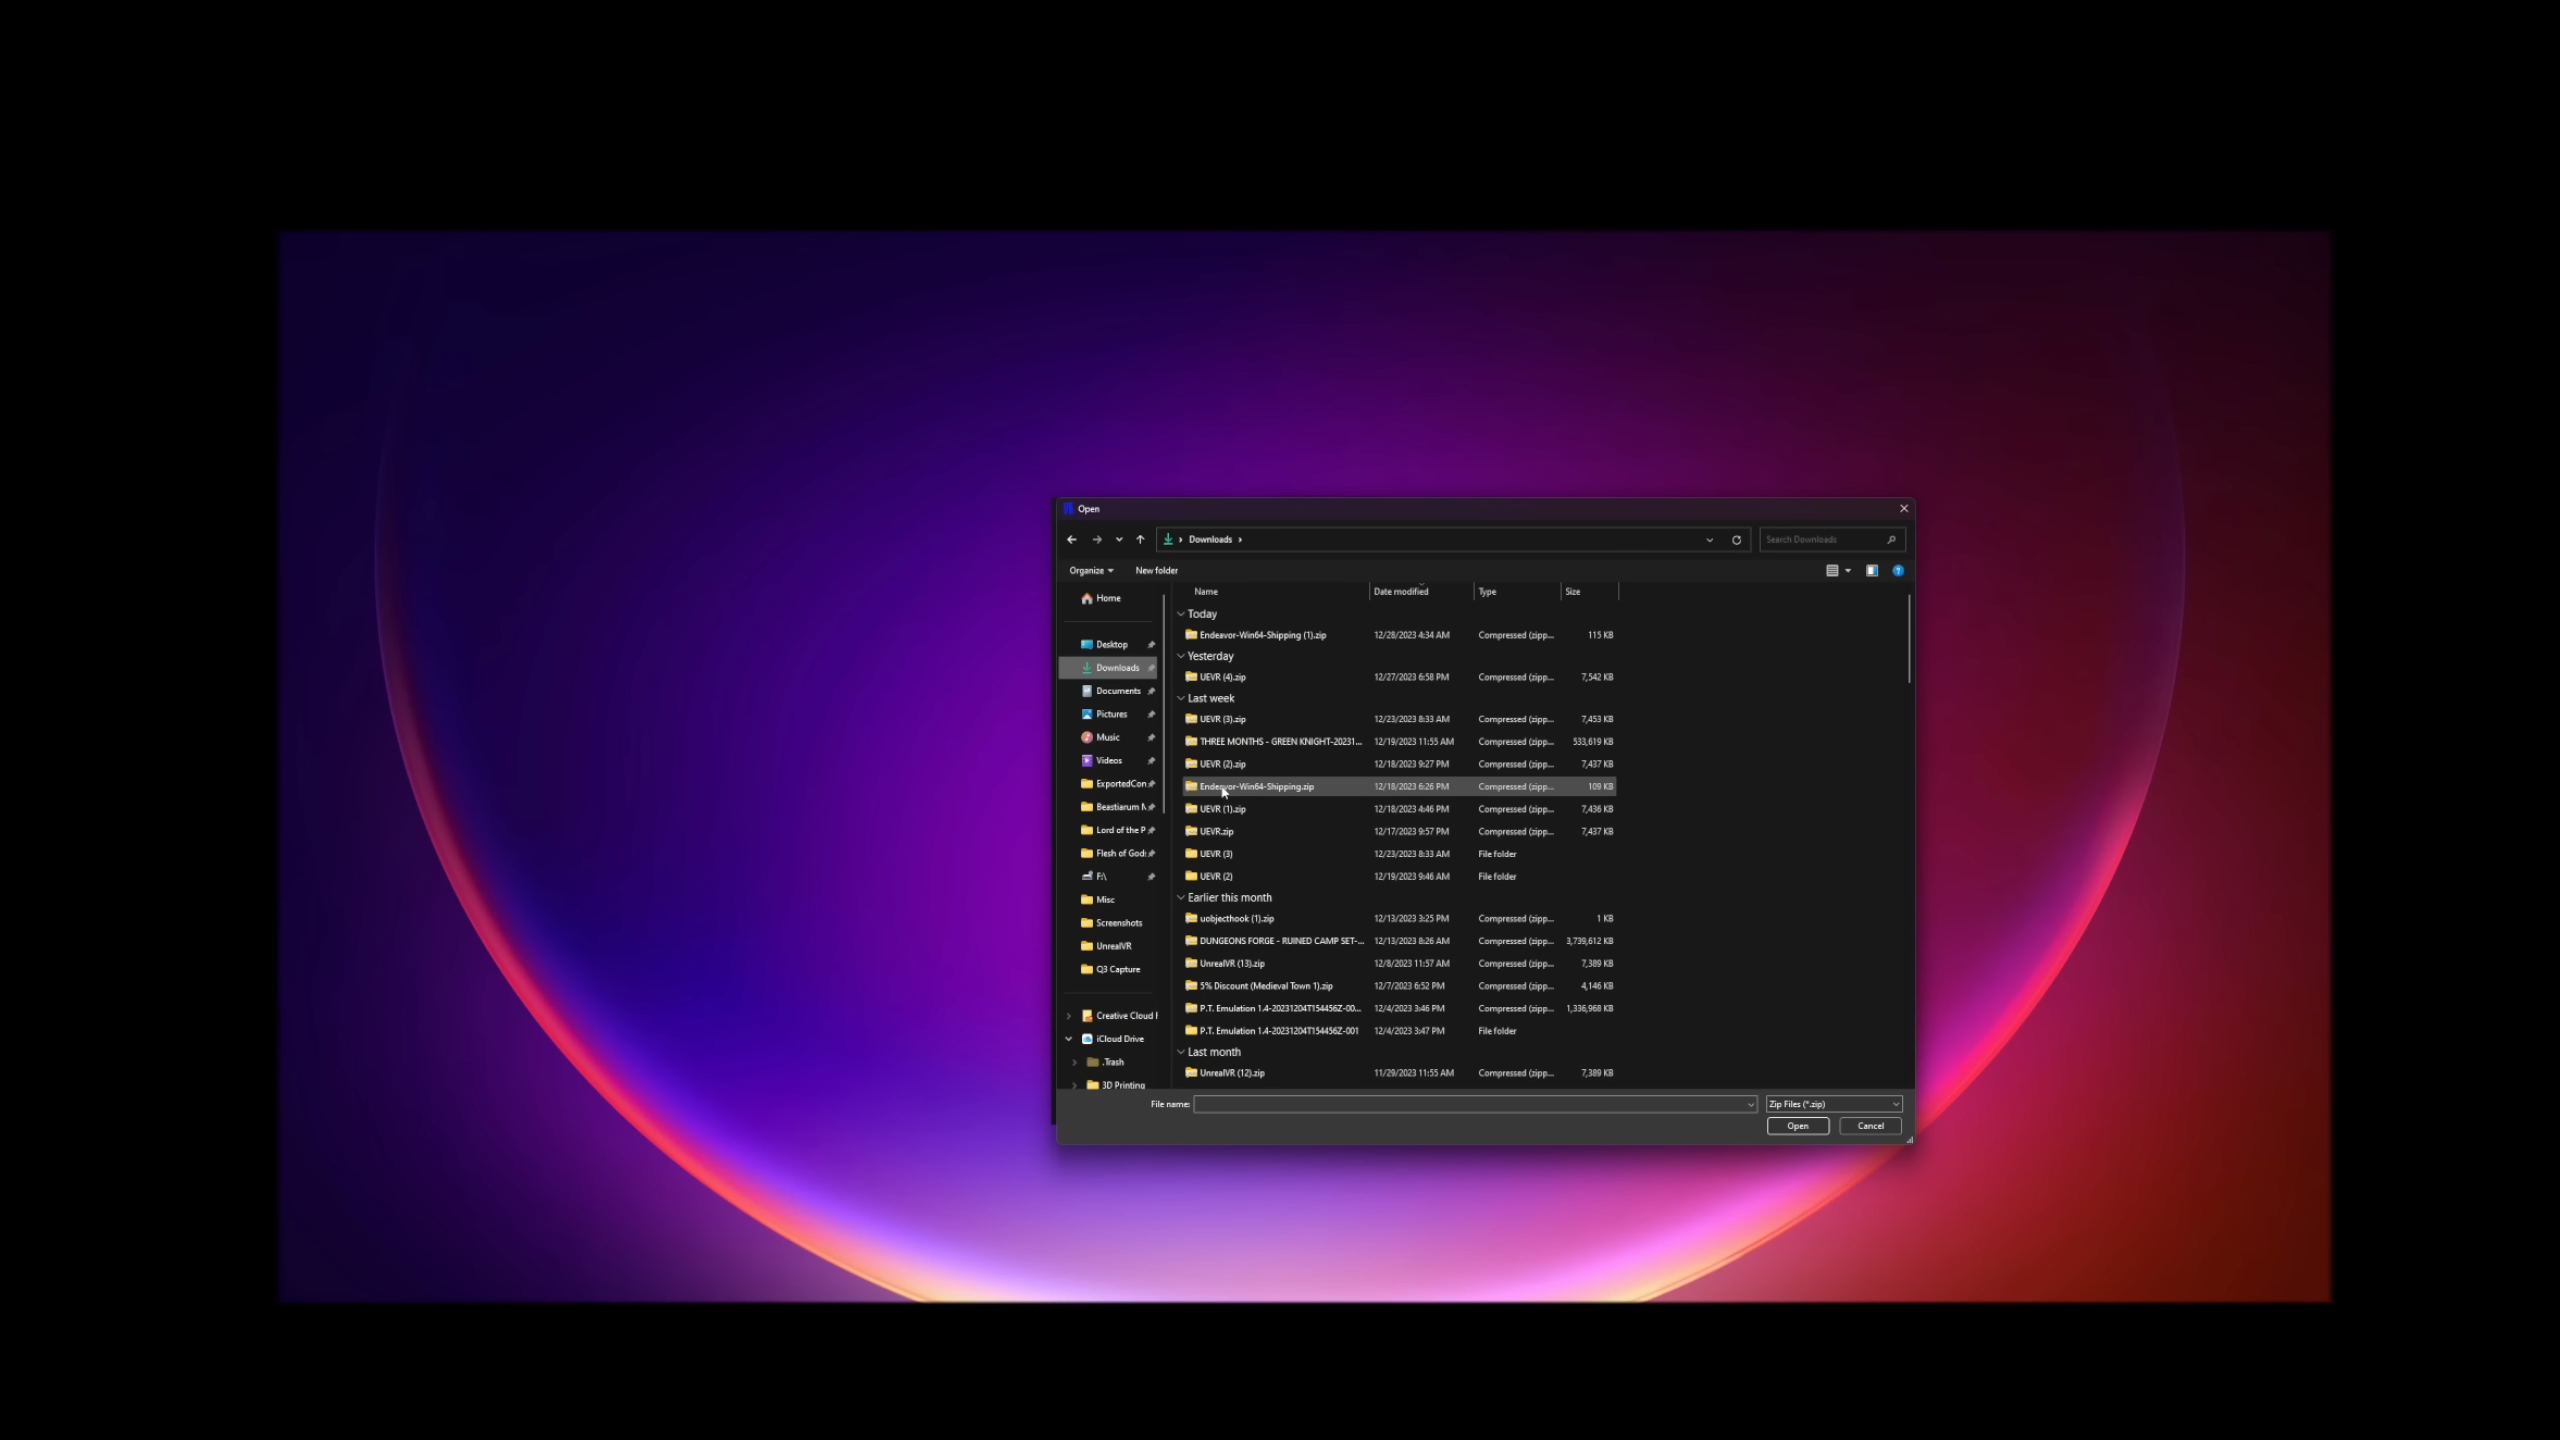 Open
Downloads
Search Downloads
Organize
New folder
Home
Desktop
Downloads
Documents
Pictures
Music
Videos
ExportedCon
Beastiarum
Lord of the P
Flesh of God
F:\
Misc
Screenshots
UnrealVR
Q3 Capture
Creative Cloud F
iCloud Drive
.Trash
3D Printing
Name Date modified Type Size
Today
Endeavor-Win64-Shipping (1).zip 12/28/2023 4:34 AM Compressed (zipp... 115 KB
Yesterday
UEVR (4).zip 12/27/2023 6:58 PM Compressed (zipp... 7,542 KB
Last week
UEVR (3).zip 12/23/2023 8:33 AM Compressed (zipp... 7,453 KB
THREE MONTHS - GREEN KNIGHT-20231... 12/19/2023 11:55 AM Compressed (zipp... 533,619 KB
UEVR (2).zip 12/18/2023 9:27 PM Compressed (zipp... 7,437 KB
Endeavor-Win64-Shipping.zip 12/18/2023 6:26 PM Compressed (zipp... 109 KB
UEVR (1).zip 12/18/2023 4:46 PM Compressed (zipp... 7,436 KB
UEVR.zip 12/17/2023 9:57 PM Compressed (zipp... 7,437 KB
UEVR (3) 12/23/2023 8:33 AM File folder
UEVR (2) 12/19/2023 9:46 AM File folder
Earlier this month
uobjecthook (1).zip 12/13/2023 3:25 PM Compressed (zipp... 1 KB
DUNGEONS FORGE - RUINED CAMP SET-... 12/13/2023 8:26 AM Compressed (zipp... 3,739,612 KB
UnrealVR (13).zip 12/8/2023 11:57 AM Compressed (zipp... 7,389 KB
5% Discount (Medieval Town 1).zip 12/7/2023 6:52 PM Compressed (zipp... 4,146 KB
P.T. Emulation 1.4-20231204T154456Z-00... 12/4/2023 3:46 PM Compressed (zipp... 1,336,968 KB
P.T. Emulation 1.4-20231204T154456Z-001 12/4/2023 3:47 PM File folder
Last month
UnrealVR (12).zip 11/29/2023 11:55 AM Compressed (zipp... 7,389 KB
File name:
Zip Files (*.zip)
Open
Cancel